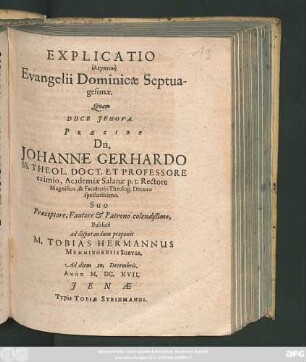 EXPLICATIO
Evangelii Dominicæ Septua-
gesimæ.
Quam
DUCE JEHOVA.
PRÆSIDE
Dn.
JOHANNE GERHARDO
SS. THEOL. DOCT. ET PROFESSORE
eximio, Academiæ Salanæ p. t. Rectore
Magnifico, & Facultatis Theolog. Decano
spectatissimo.
Suo
Præceptore, Fautore & Patrono colendissimo,
Publicè
ad disputandum proponit
M. TOBIAS HERMANNUS
MEMMINGENSIS Suevus.
Ad diem 20. Decembris.
ANNO M. DC. XVII.
JENÆ
Typis TOBIÆ STEINMANNI.